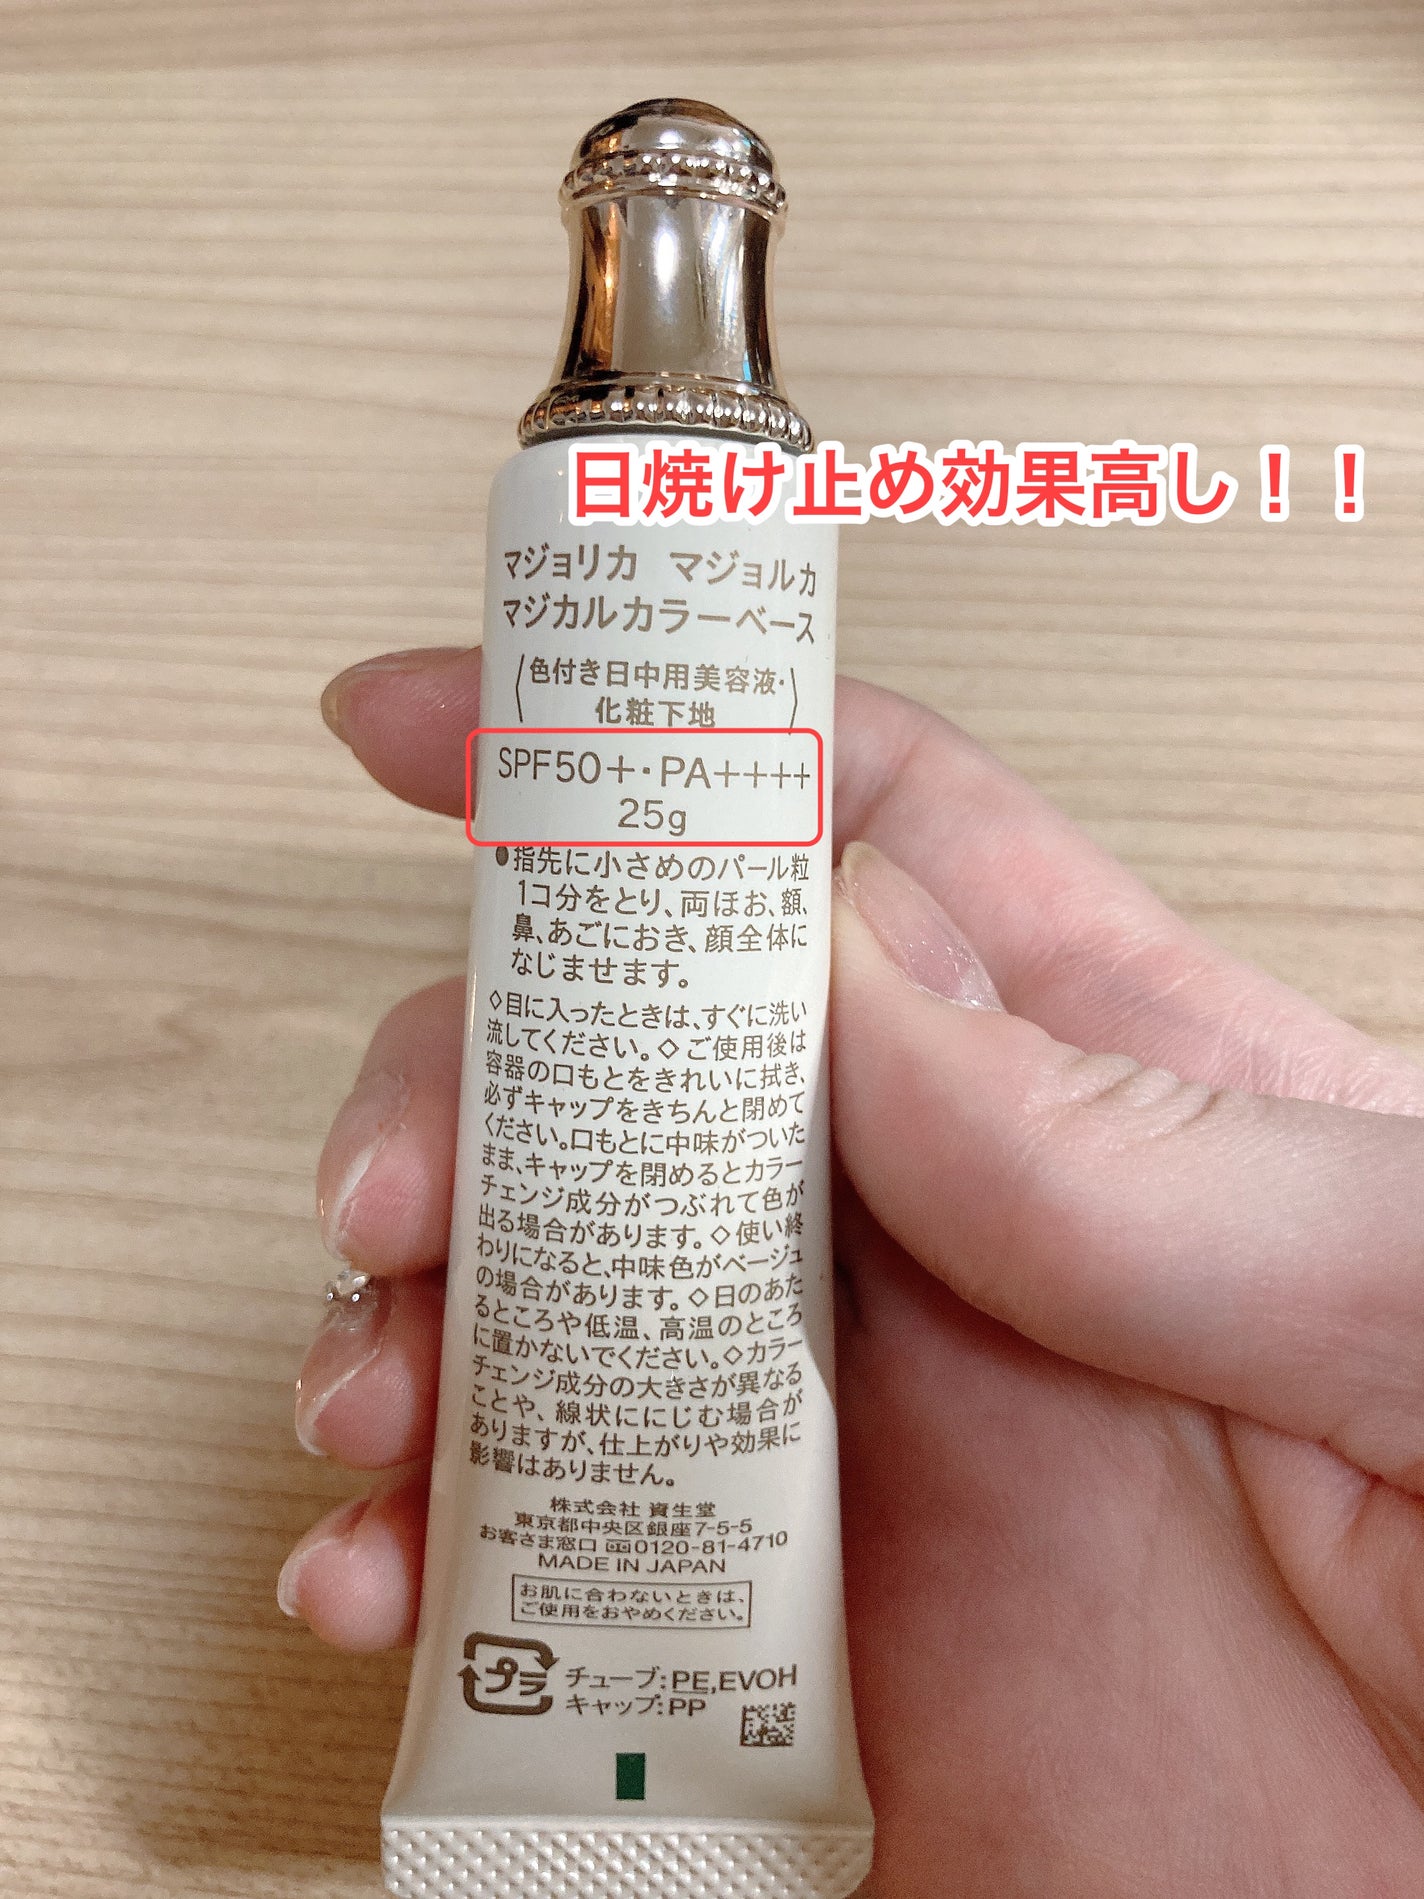 日焼け止め効果高し！！
マジョリカ マジョルカ
マジカルカラーベース
〈色付き日中用美容液・
化粧下地〉
SPF50+・PA++++
25g
●指先に小さめのパール粒
1コ分をとり、両ほお、額、
鼻、あごにおき、顔全体に
なじませます。
◇目に入ったときは、すぐに洗い
流してください。◇ご使用後は
容器の口もとをきれいに拭き、
必ずキャップをきちんと閉めて
ください。口もとに中味がついた
まま、キャップを閉めるとカラー
チェンジ成分がつぶれて色が
出る場合があります。◇使い終
わりになると、中味色がベージュ
の場合があります。◇日のあた
るところや低温、高温のところ
に置かないでください。◇カラー
チェンジ成分の大きさが異なる
ことや、線状ににじむ場合が
ありますが、仕上がりや効果に
影響はありません。
株式会社 資生堂
東京都中央区銀座7-5-5
お客さま窓口 0120-81-4710
MADE IN JAPAN
お肌に合わないときは、
ご使用をおやめください。
プラ チューブ:PE,EVOH
キャップ:PP